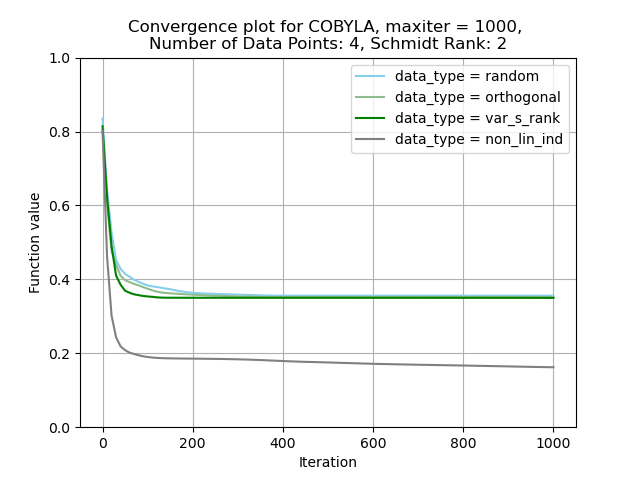 Convergence plot for COBYLA, maxiter = 1000,
Number of Data Points: 4, Schmidt Rank: 2
data_type = random
data_type = orthogonal
data_type = var_s_rank
data_type = non_lin_ind
1.0
0.8
0.6
0.4
0.2
0.0
Function value
0 200 400 600 800 1000
Iteration